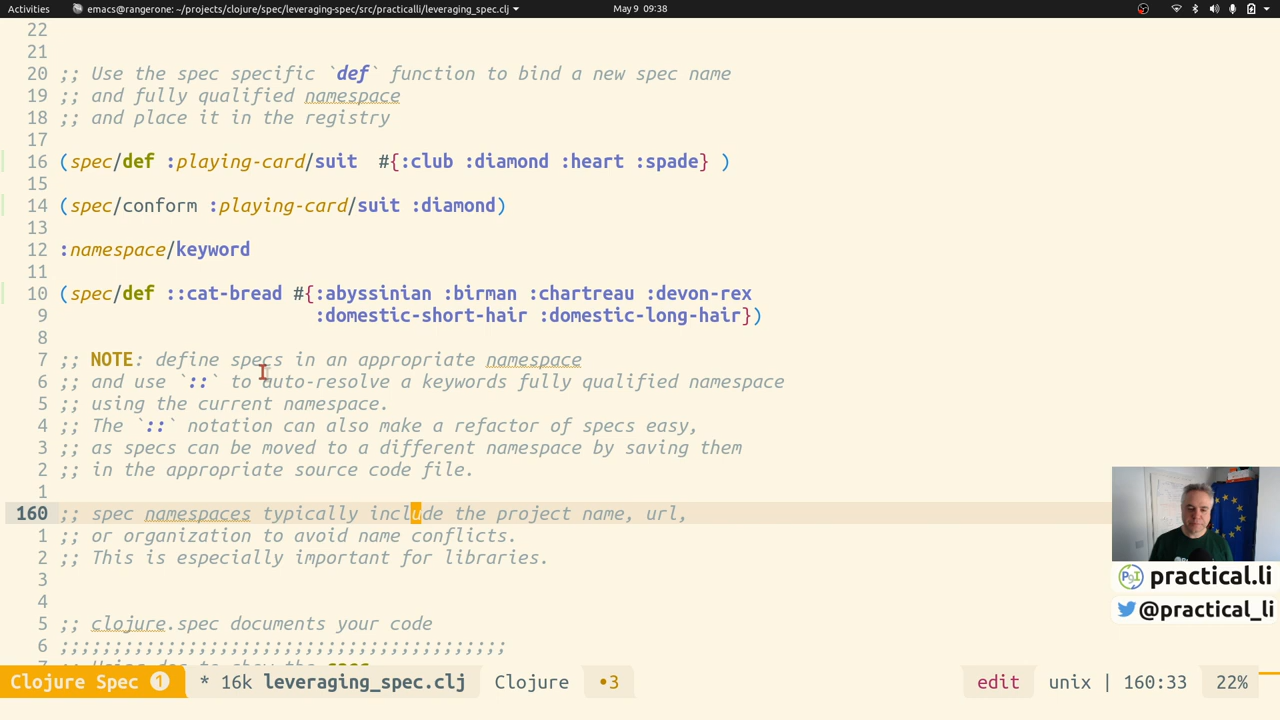 Activities emacs@rangerone: ~/projects/clojure/spec/leveraging-spec/src/practicalli/leveraging_spec.clj May 9 09:38
22
21
20 ;; Use the spec specific `def` function to bind a new spec name
19 ;; and fully qualified namespace
18 ;; and place it in the registry
17
16 (spec/def :playing-card/suit  #{:club :diamond :heart :spade} )
15
14 (spec/conform :playing-card/suit :diamond)
13
12 :namespace/keyword
11
10 (spec/def ::cat-bread #{:abyssinian :birman :chartreau :devon-rex
9 :domestic-short-hair :domestic-long-hair})
8
7 ;; NOTE: define specs in an appropriate namespace
6 ;; and use `::` to auto-resolve a keywords fully qualified namespace
5 ;; using the current namespace.
4 ;; The `::` notation can also make a refactor of specs easy,
3 ;; as specs can be moved to a different namespace by saving them
2 ;; in the appropriate source code file.
1
160 ;; spec namespaces typically include the project name, url,
1 ;; or organization to avoid name conflicts.
2 ;; This is especially important for libraries.
3
4
5 ;; clojure.spec documents your code
6 ;;;;;;;;;;;;;;;;;;;;;;;;;;;;;;;;;;;;;;;;;;
7 ;; Using doc to show the spec
practical.li
@practical_li
Clojure Spec 1 * 16k leveraging_spec.clj Clojure •3 edit unix | 160:33 22%